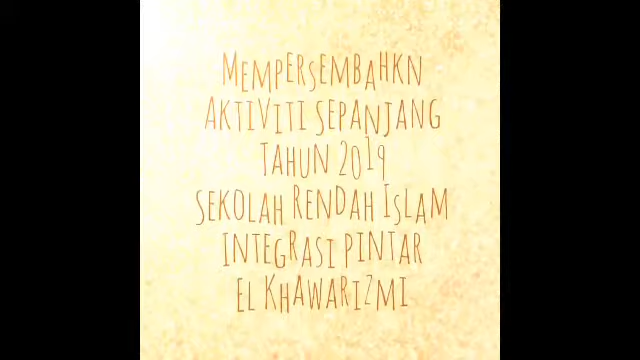 Mempersembahkn
aktiviti sepanjang
tahun 2019
Sekolah Rendah Islam
Integrasi Pintar
El Khawarizmi